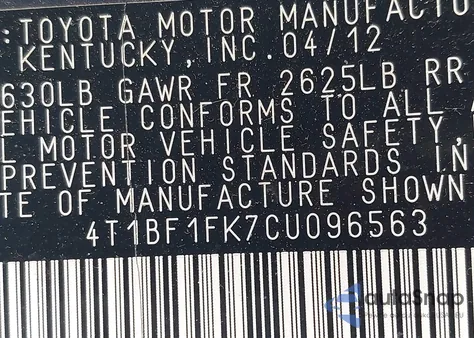 :TOYOTA MOTOR MANUFACTU
KENTUCKY, INC. 04/12
630LB GAWR FR 2625LB RR
EHICLE CONFORMS TO ALL
L MOTOR VEHICLE SAFETY,
PREVENTION STANDARDS IN
TE OF MANUFACTURE SHOWN
4T1BF1FK7CU096563
autoSnap